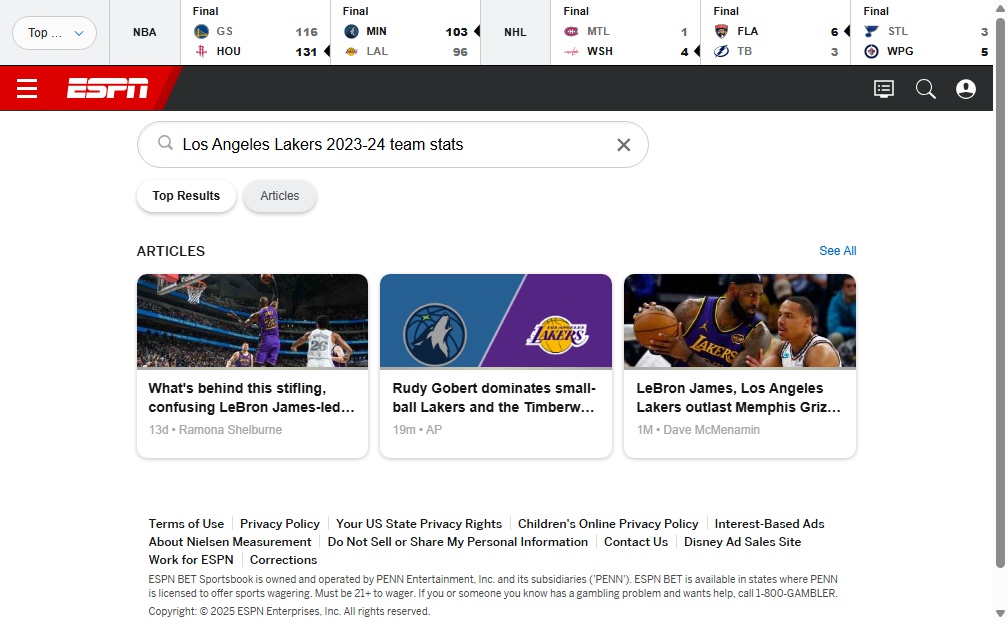 Top ...
NBA
Final
GS 116
HOU 131
Final
MIN 103
LAL 96
NHL
Final
MTL 1
WSH 4
Final
FLA 6
TB 3
Final
STL 3
WPG 5
ESPN
Los Angeles Lakers 2023-24 team stats
Top Results
Articles
ARTICLES
See All
What's behind this stifling,
confusing LeBron James-led...
13d • Ramona Shelburne
LAKERS
Rudy Gobert dominates small-
ball Lakers and the Timberw...
19m • AP
LAKERS
LeBron James, Los Angeles
Lakers outlast Memphis Griz...
1M • Dave McMenamin
Terms of Use
Privacy Policy
Your US State Privacy Rights
Children's Online Privacy Policy
Interest-Based Ads
About Nielsen Measurement
Do Not Sell or Share My Personal Information
Contact Us
Disney Ad Sales Site
Work for ESPN
Corrections
ESPN BET Sportsbook is owned and operated by PENN Entertainment, Inc. and its subsidiaries ('PENN'). ESPN BET is available in states where PENN
is licensed to offer sports wagering. Must be 21+ to wager. If you or someone you know has a gambling problem and wants help, call 1-800-GAMBLER.
Copyright: © 2025 ESPN Enterprises, Inc. All rights reserved.